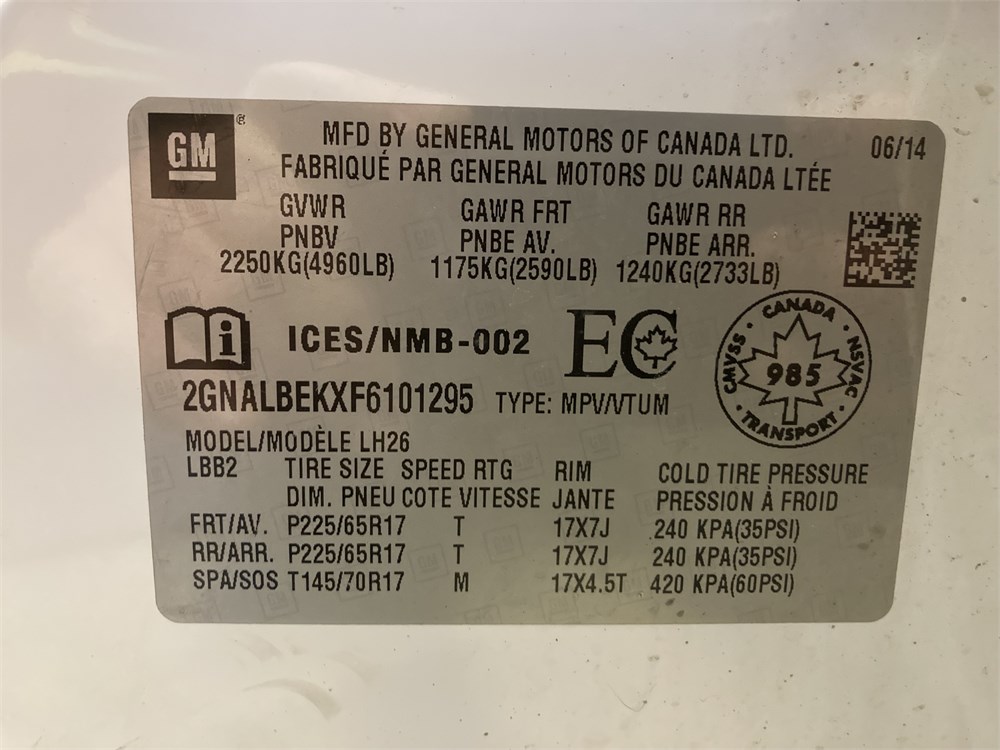 GM ®
MFD BY GENERAL MOTORS OF CANADA LTD. 06/14
FABRIQUÉ PAR GENERAL MOTORS DU CANADA LTÉE
GVWR GAWR FRT GAWR RR
PNBV PNBE AV. PNBE ARR.
2250KG(4960LB) 1175KG(2590LB) 1240KG(2733LB)
i ICES/NMB-002 EC
CANADA
CMVSS 985 NSVAC
TRANSPORT
2GNALBEKXF6101295 TYPE: MPV/VTUM
MODEL/MODÈLE LH26
LBB2 TIRE SIZE SPEED RTG RIM COLD TIRE PRESSURE
DIM. PNEU COTE VITESSE JANTE PRESSION À FROID
FRT/AV. P225/65R17 T 17X7J 240 KPA(35PSI)
RR/ARR. P225/65R17 T 17X7J 240 KPA(35PSI)
SPA/SOS T145/70R17 M 17X4.5T 420 KPA(60PSI)